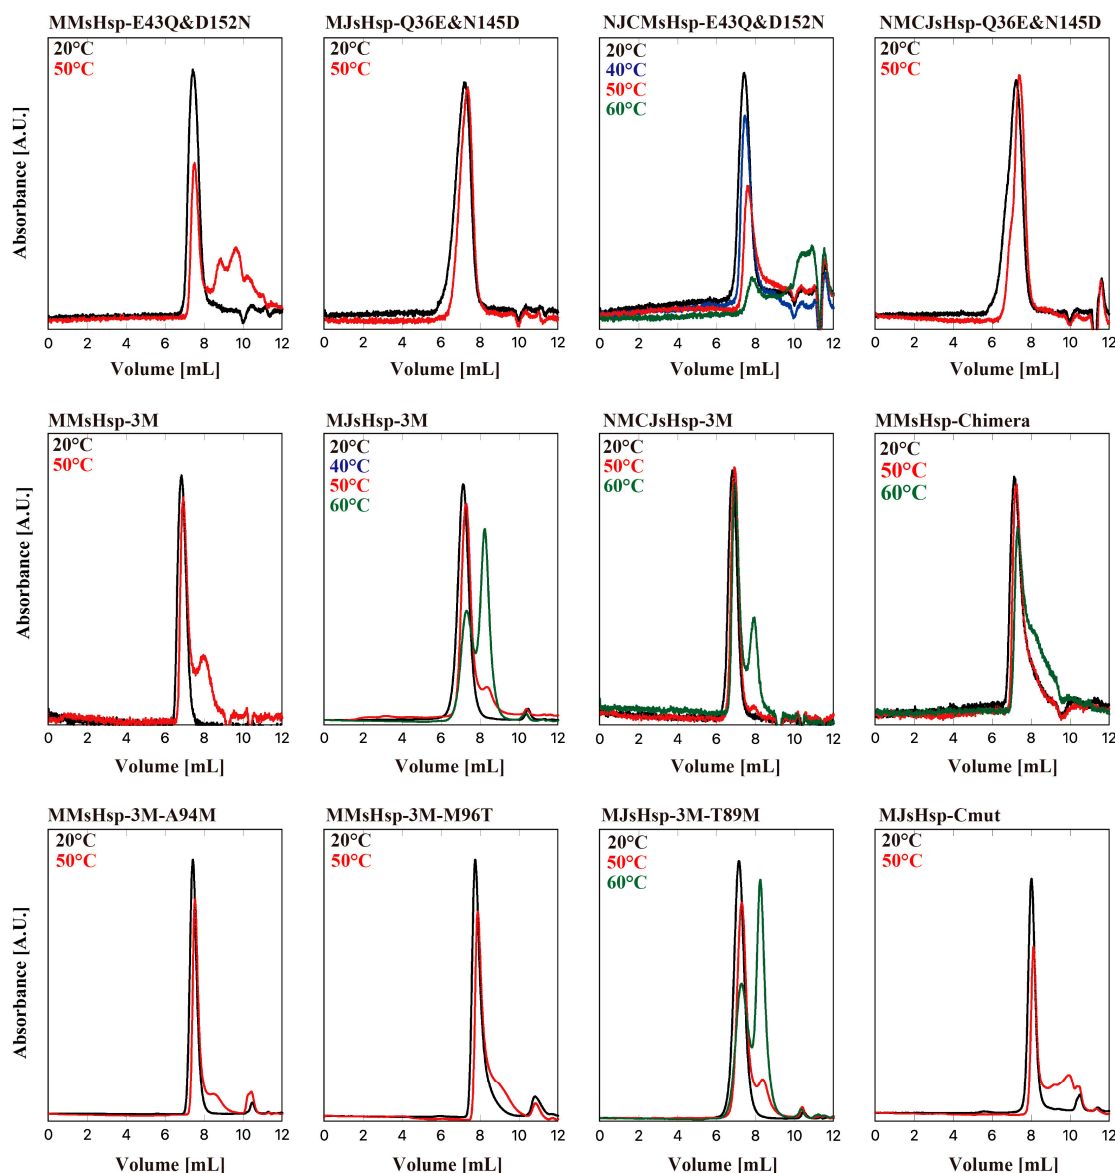 MMsHsp-E43Q&D152N
20°C
50°C
Absorbance [A.U.]
0 2 4 6 8 10 12
Volume [mL]
MJsHsp-Q36E&N145D
20°C
50°C
0 2 4 6 8 10 12
Volume [mL]
NJCMsHsp-E43Q&D152N
20°C
40°C
50°C
60°C
0 2 4 6 8 10 12
Volume [mL]
NMCJsHsp-Q36E&N145D
20°C
50°C
0 2 4 6 8 10 12
Volume [mL]
MMsHsp-3M
20°C
50°C
Absorbance [A.U.]
0 2 4 6 8 10 12
Volume [mL]
MJsHsp-3M
20°C
40°C
50°C
60°C
0 2 4 6 8 10 12
Volume [mL]
NMCJsHsp-3M
20°C
50°C
60°C
0 2 4 6 8 10 12
Volume [mL]
MMsHsp-Chimera
20°C
50°C
60°C
0 2 4 6 8 10 12
Volume [mL]
MMsHsp-3M-A94M
20°C
50°C
Absorbance [A.U.]
0 2 4 6 8 10 12
Volume [mL]
MMsHsp-3M-M96T
20°C
50°C
0 2 4 6 8 10 12
Volume [mL]
MJsHsp-3M-T89M
20°C
50°C
60°C
0 2 4 6 8 10 12
Volume [mL]
MJsHsp-Cmut
20°C
50°C
0 2 4 6 8 10 12
Volume [mL]